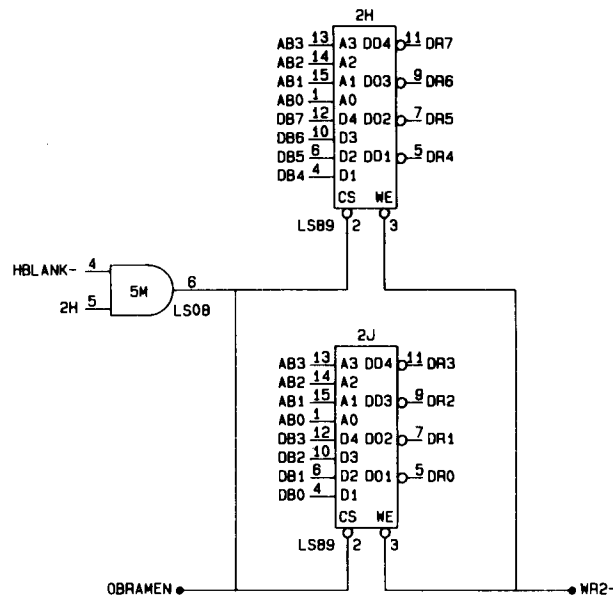 2H
AB3 13 A3 DO4 11 DR7
AB2 14 A2
AB1 15 A1 DO3 9 DR6
AB0 1 A0
DB7 12 D4 DO2 7 DR5
DB6 10 D3
DB5 6 D2 DO1 5 DR4
DB4 4 D1
CS WE
LS89 2 3
HBLANK- 4
5M 6
2H 5 LS08
2J
AB3 13 A3 DO4 11 DR3
AB2 14 A2
AB1 15 A1 DO3 9 DR2
AB0 1 A0
DB3 12 D4 DO2 7 DR1
DB2 10 D3
DB1 6 D2 DO1 5 DR0
DB0 4 D1
CS WE
LS89 2 3
OBRAMEN WR2-